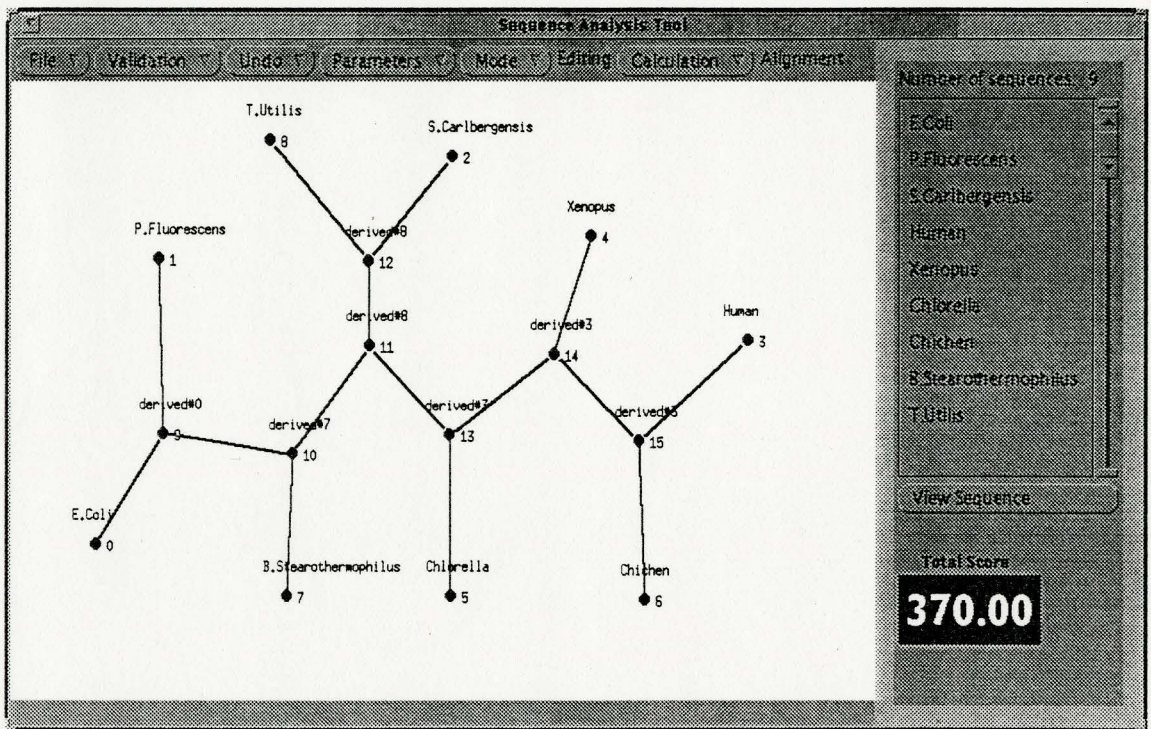 Sequence Analysis Tool
File Validation Undo Parameters Mode Editing Calculation Alignment
T.Utilis
8
S.Carlbergensis
2
Xenopus
4
P.Fluorescens
1
derived#8
12
derived#8
11
Human
3
derived#3
14
derived#0
9
derived#7
10
derived#7
13
derived#3
15
E.Coli
0
B.Stearothermophilus
7
Chlorella
5
Chichen
6
Number of sequences 9
E.Coli
P.Fluorescens
S.Carlbergensis
Human
Xenopus
Chlorella
Chichen
B.Stearothermophilus
T.Utilis
View Sequence
Total Score
370.00